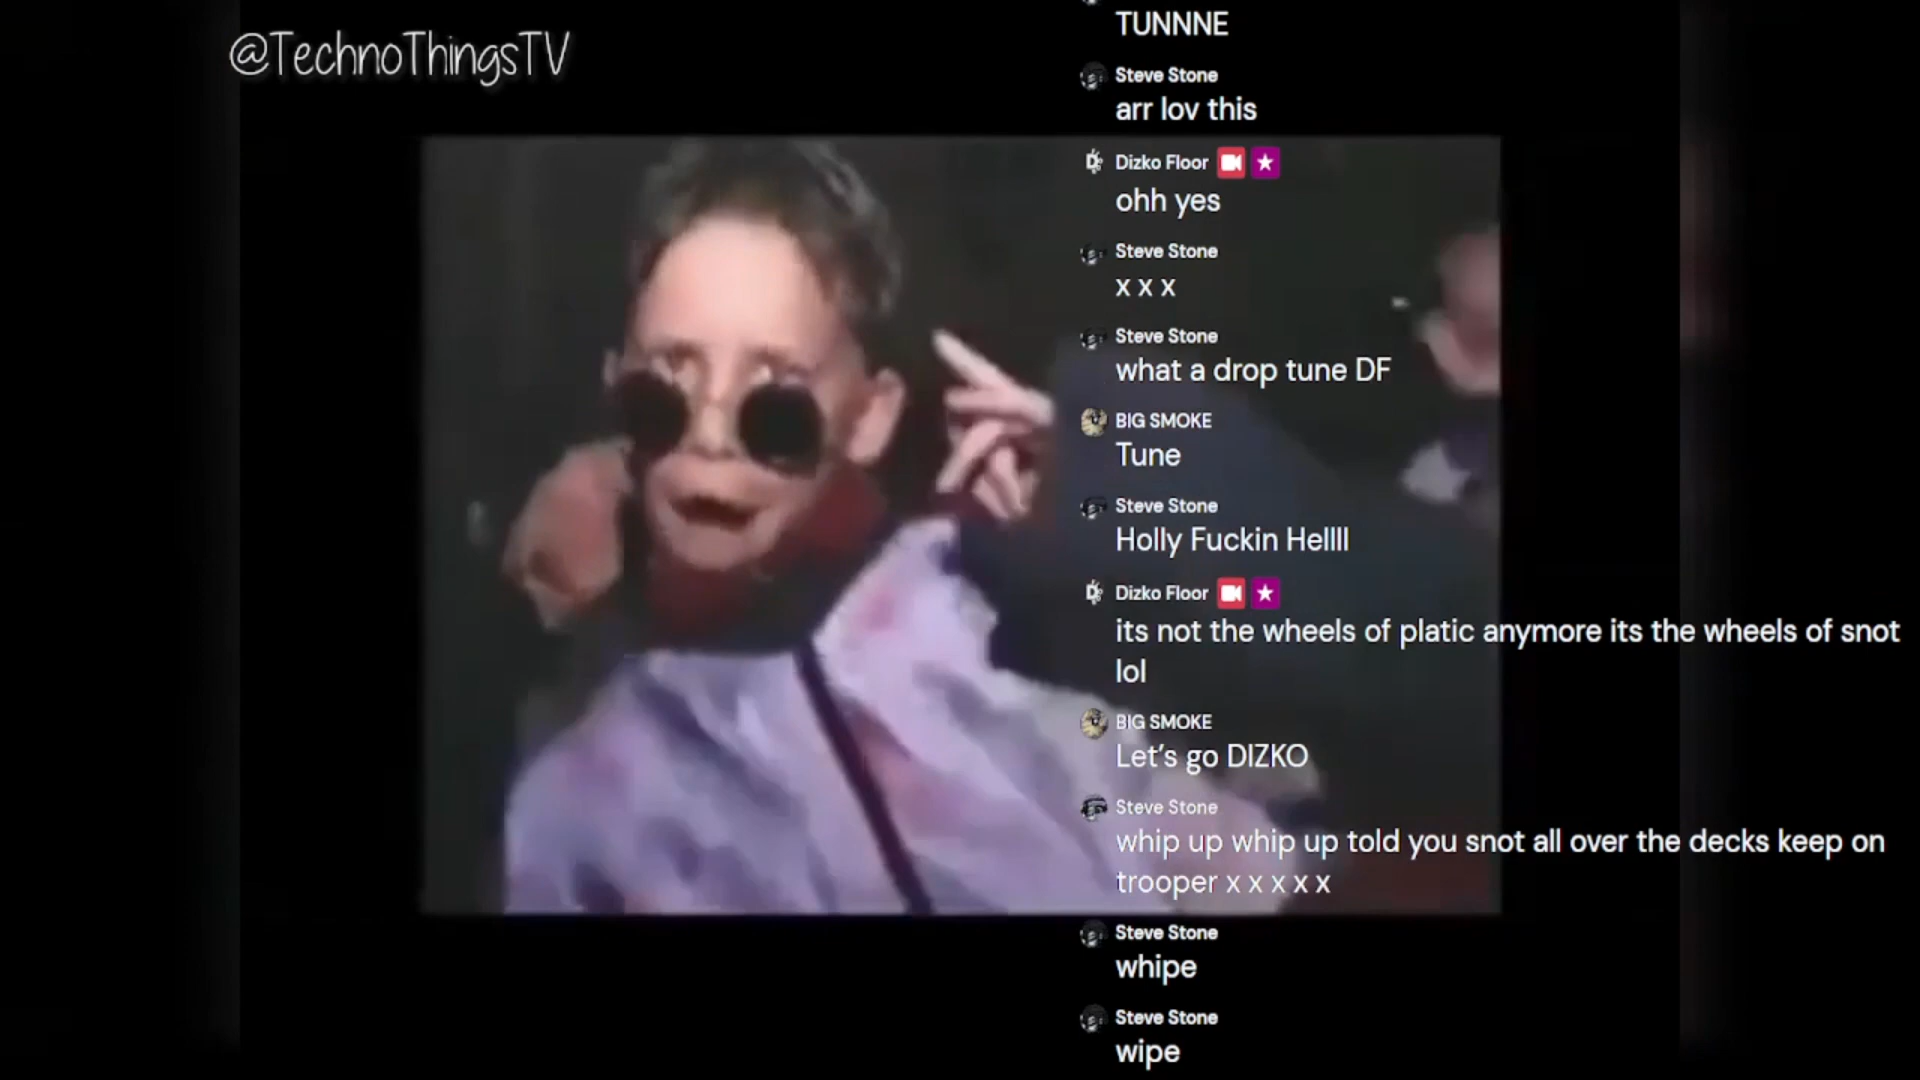 @TechnoThingsTV
TUNNNE
Steve Stone
arr lov this
Dizko Floor
ohh yes
Steve Stone
x x x
Steve Stone
what a drop tune DF
BIG SMOKE
Tune
Steve Stone
Holly Fuckin Hellll
Dizko Floor
its not the wheels of platic anymore its the wheels of snot
lol
BIG SMOKE
Let's go DIZKO
Steve Stone
whip up whip up told you snot all over the decks keep on
trooper x x x x x
Steve Stone
whipe
Steve Stone
wipe